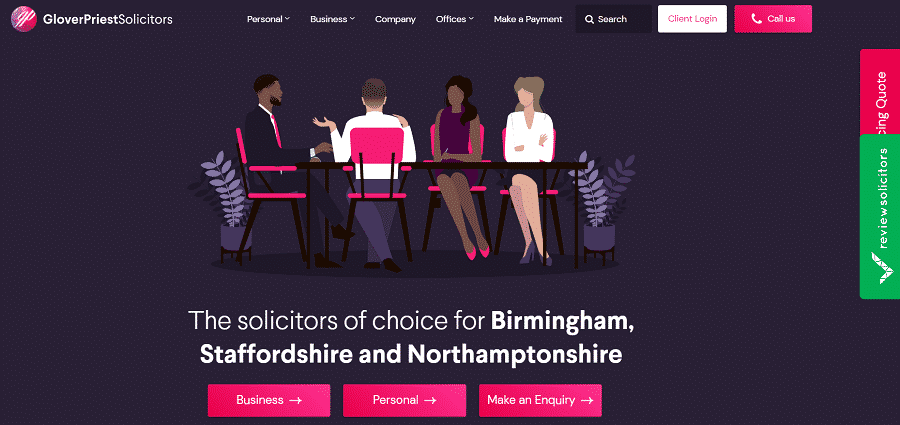 GloverPriestSolicitors
Personal
Business
Company
Offices
Make a Payment
Search
Client Login
Call us
cing Quote
reviewsolicitors
The solicitors of choice for Birmingham,
Staffordshire and Northamptonshire
Business →
Personal →
Make an Enquiry →